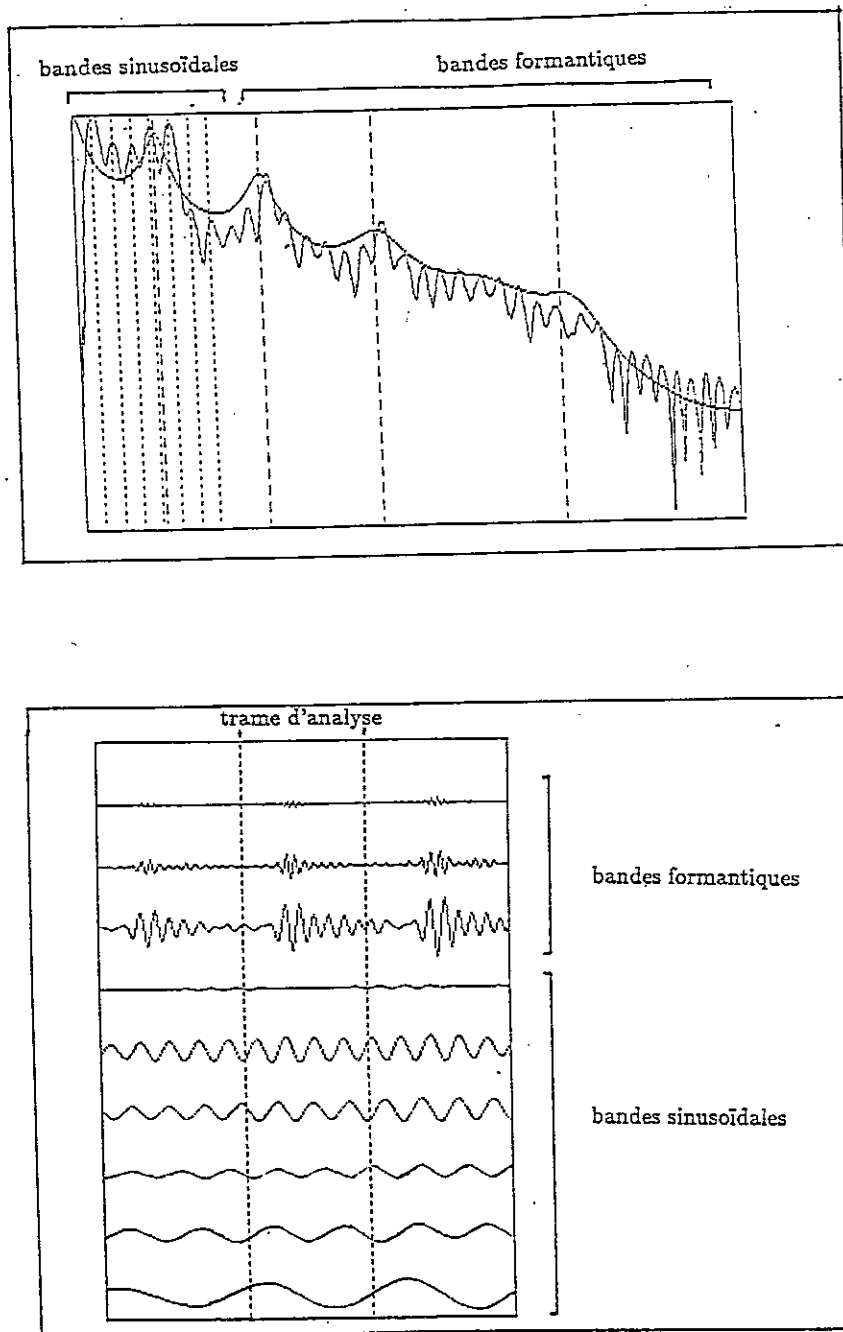 bandes sinusoïdales
bandes formantiques
trame d'analyse
bandes formantiques
bandes sinusoïdales